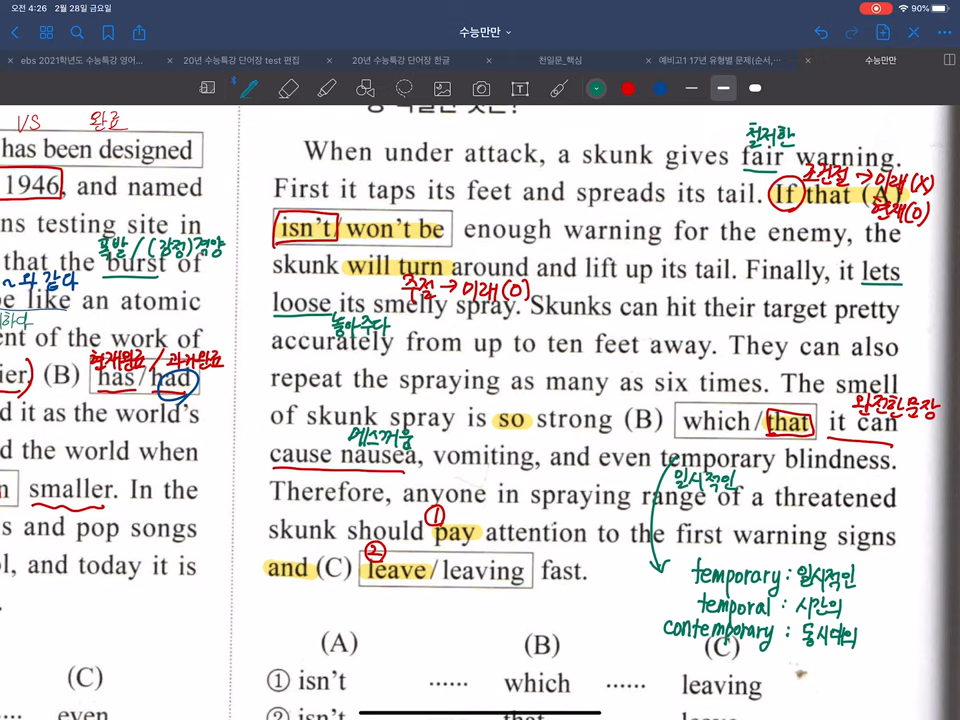 오전 4:26 2월 28일 금요일
90%
수능만만
ebs 2021학년도 수능특강 영어...
20년 수능특강 단어장 test 편집
20년 수능특강 단어장 한글
천일문_핵심
예비고1 17년 유형별 문제(순서,...
수능만만
VS 완료
has been designed
1946, and named
ns testing site in
폭발 / (감정)격양
that the burst of
~와 같다
be like an atomic
ent of the work of
현재완료 / 과거완료
ier) (B) has/had
d it as the world's
d the world when
n smaller. In the
s and pop songs
l, and today it is
(C)
even
철저한
When under attack, a skunk gives fair warning.
조건절 → 미래(X)
First it taps its feet and spreads its tail. If that (A)
현재(O)
isn't/won't be enough warning for the enemy, the
skunk will turn around and lift up its tail. Finally, it lets
주절 → 미래(O)
loose its smelly spray. Skunks can hit their target pretty
놓아주다
accurately from up to ten feet away. They can also
repeat the spraying as many as six times. The smell
완전한문장
of skunk spray is so strong (B) which/that it can
메스꺼움
cause nausea, vomiting, and even temporary blindness.
일시적인
Therefore, anyone in spraying range of a threatened
①
skunk should pay attention to the first warning signs
②
and (C) leave/leaving fast.
temporary : 일시적인
temporal : 시간의
contemporary : 동시대의
(A) (B) (C)
① isn't ...... which ...... leaving